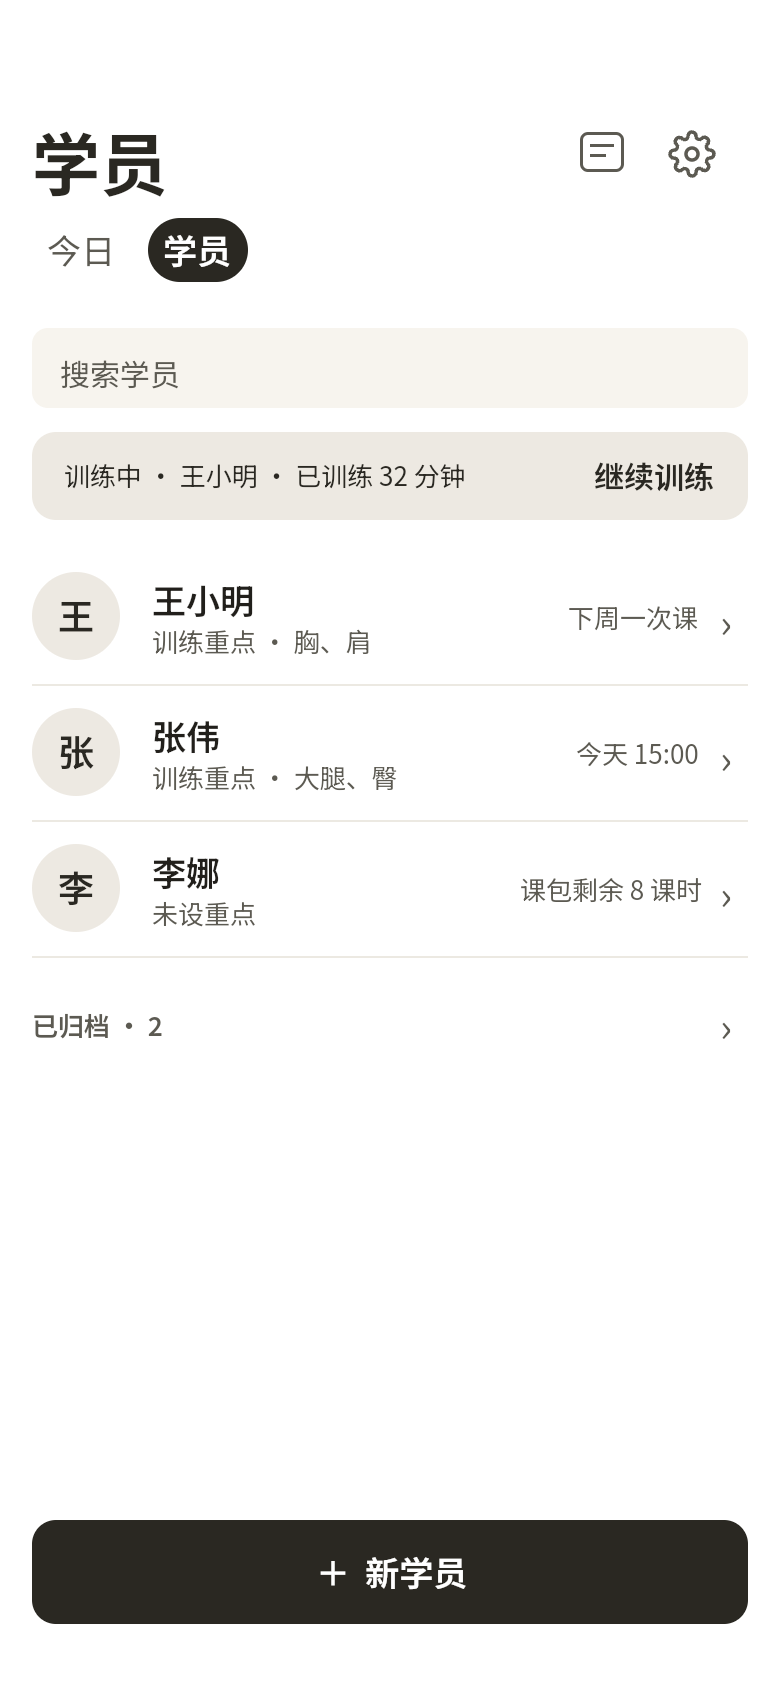 学员
今日 学员
搜索学员
训练中 · 王小明 · 已训练 32 分钟 继续训练
王 王小明 下周一次课 ›
训练重点 · 胸、肩
张 张伟 今天 15:00 ›
训练重点 · 大腿、臀
李 李娜 课包剩余 8 课时 ›
未设重点
已归档 · 2 ›
＋ 新学员